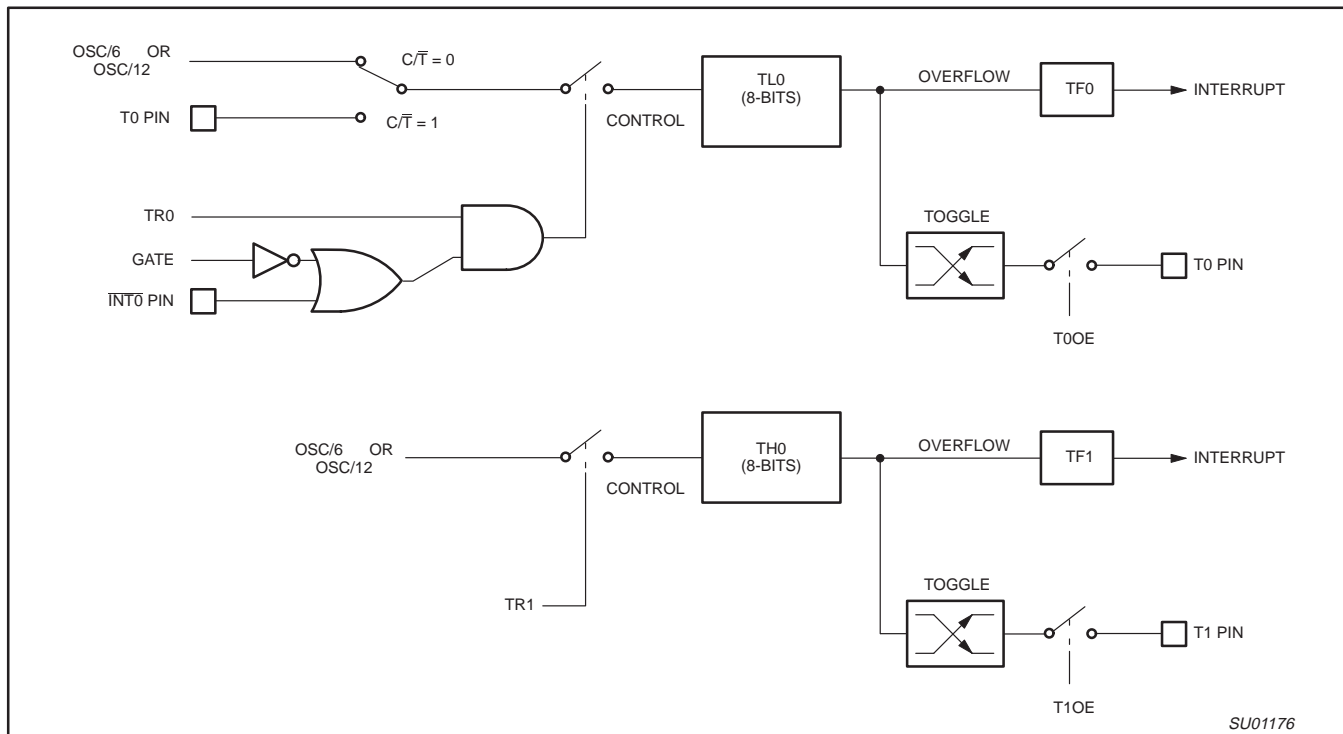 OSC/6 OR
OSC/12
C/T̅ = 0
T0 PIN
C/T̅ = 1
CONTROL
TL0
(8-BITS)
OVERFLOW
TF0
INTERRUPT
TR0
GATE
I̅N̅T̅0̅ PIN
TOGGLE
T0 PIN
T0OE
OSC/6 OR
OSC/12
CONTROL
TH0
(8-BITS)
OVERFLOW
TF1
INTERRUPT
TR1
TOGGLE
T1 PIN
T1OE
SU01176